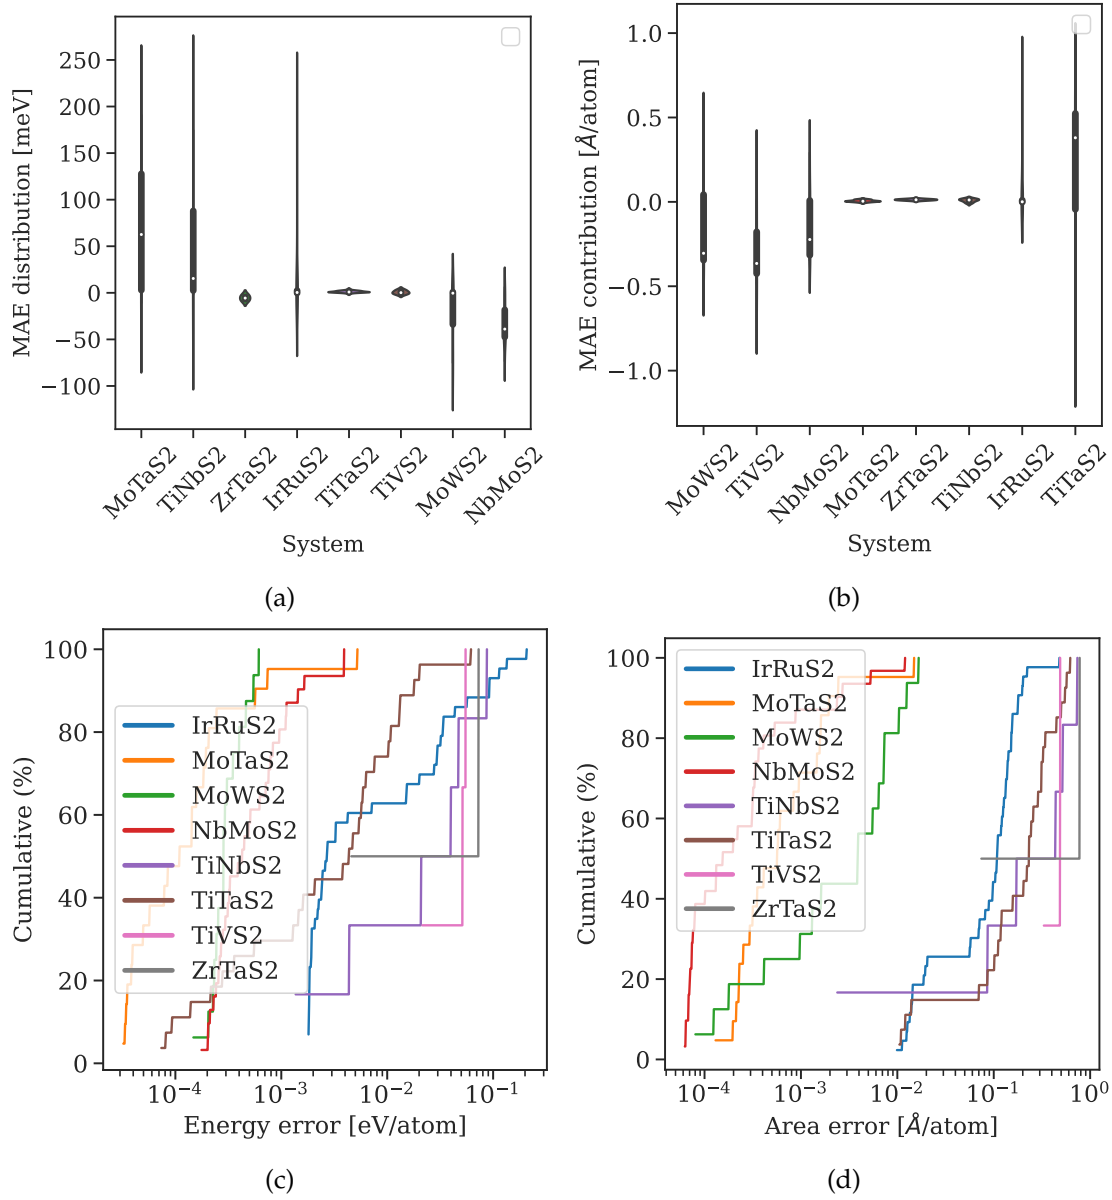 MAE distribution [meV]
250
200
150
100
50
0
−50
−100
MoTaS2
TiNbS2
ZrTaS2
IrRuS2
TiTaS2
TiVS2
MoWS2
NbMoS2
System
(a)
MAE contribution [Å/atom]
1.0
0.5
0.0
−0.5
−1.0
MoWS2
TiVS2
NbMoS2
MoTaS2
ZrTaS2
TiNbS2
IrRuS2
TiTaS2
System
(b)
Cumulative (%)
100
80
60
40
20
0
IrRuS2
MoTaS2
MoWS2
NbMoS2
TiNbS2
TiTaS2
TiVS2
ZrTaS2
10⁻⁴
10⁻³
10⁻²
10⁻¹
Energy error [eV/atom]
(c)
Cumulative (%)
100
80
60
40
20
0
IrRuS2
MoTaS2
MoWS2
NbMoS2
TiNbS2
TiTaS2
TiVS2
ZrTaS2
10⁻⁴
10⁻³
10⁻²
10⁻¹
10⁰
Area error [Å/atom]
(d)